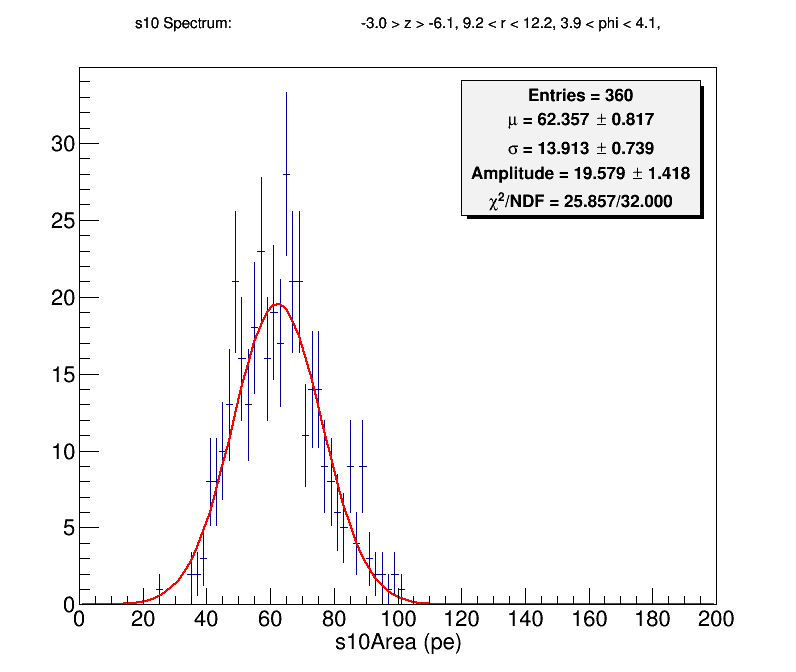 s10 Spectrum: -3.0 > z > -6.1, 9.2 < r < 12.2, 3.9 < phi < 4.1,
Entries = 360
μ = 62.357 ± 0.817
σ = 13.913 ± 0.739
Amplitude = 19.579 ± 1.418
χ²/NDF = 25.857/32.000
30
25
20
15
10
5
0
0 20 40 60 80 100 120 140 160 180 200
s10Area (pe)